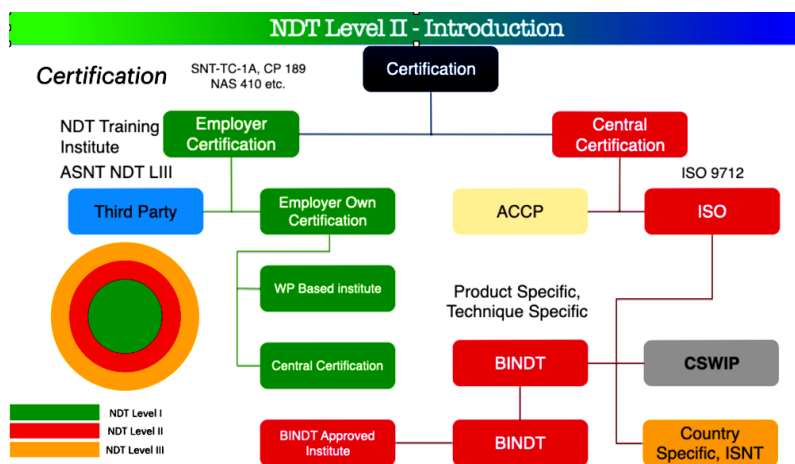 NDT Level II - Introduction
Certification
SNT-TC-1A, CP 189
NAS 410 etc.
Certification
NDT Training
Institute
ASNT NDT LIII
Employer
Certification
Central
Certification
ISO 9712
Third Party
Employer Own
Certification
ACCP
ISO
WP Based institute
Product Specific,
Technique Specific
Central Certification
BINDT
CSWIP
NDT Level I
NDT Level II
NDT Level III
BINDT Approved
Institute
BINDT
Country
Specific, ISNT